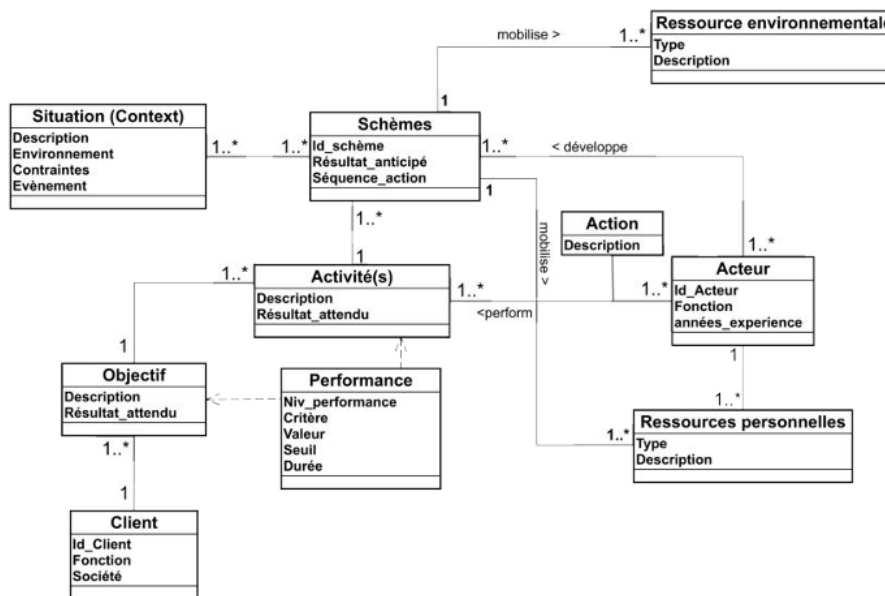 Ressource environnementale
Type
Description
mobilise >
1..*
1
Situation (Context)
Description
Environnement
Contraintes
Evènement
1..*
1..*
Schèmes
Id_schème
Résultat_anticipé
Séquence_action
1..*
< développe
1
1..*
1
mobilise >
Action
Description
1..*
Acteur
Id_Acteur
Fonction
années_experience
1..*
Activité(s)
Description
Résultat_attendu
1..*
<perform
1..*
1
Objectif
Description
Résultat_attendu
Performance
Niv_performance
Critère
Valeur
Seuil
Durée
1
1..*
Ressources personnelles
Type
Description
1..*
1..*
1
Client
Id_Client
Fonction
Société